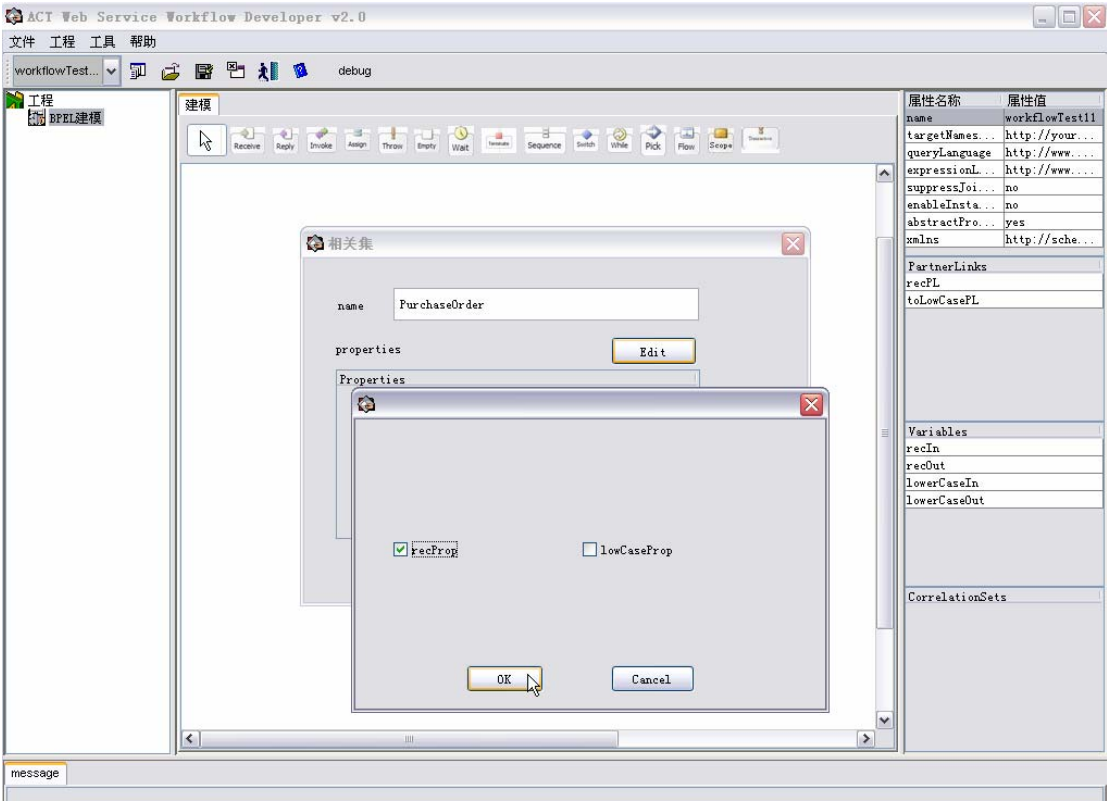 ACT Web Service Workflow Developer v2.0
文件 工程 工具 帮助
workflowTest... debug
工程
BPEL建模
建模
Receive Reply Invoke Assign Throw Empty Wait Terminate Sequence Switch While Pick Flow Scope
属性名称 属性值
name workflowTest11
targetNames... http://your...
queryLanguage http://www....
expressionL... http://www....
suppressJoi... no
enableInsta... no
abstractPro... yes
xmlns http://sche...
PartnerLinks
recPL
toLowCasePL
Variables
recIn
recOut
lowerCaseIn
lowerCaseOut
CorrelationSets
相关集
name PurchaseOrder
properties Edit
Properties
recProp lowCaseProp
OK Cancel
message